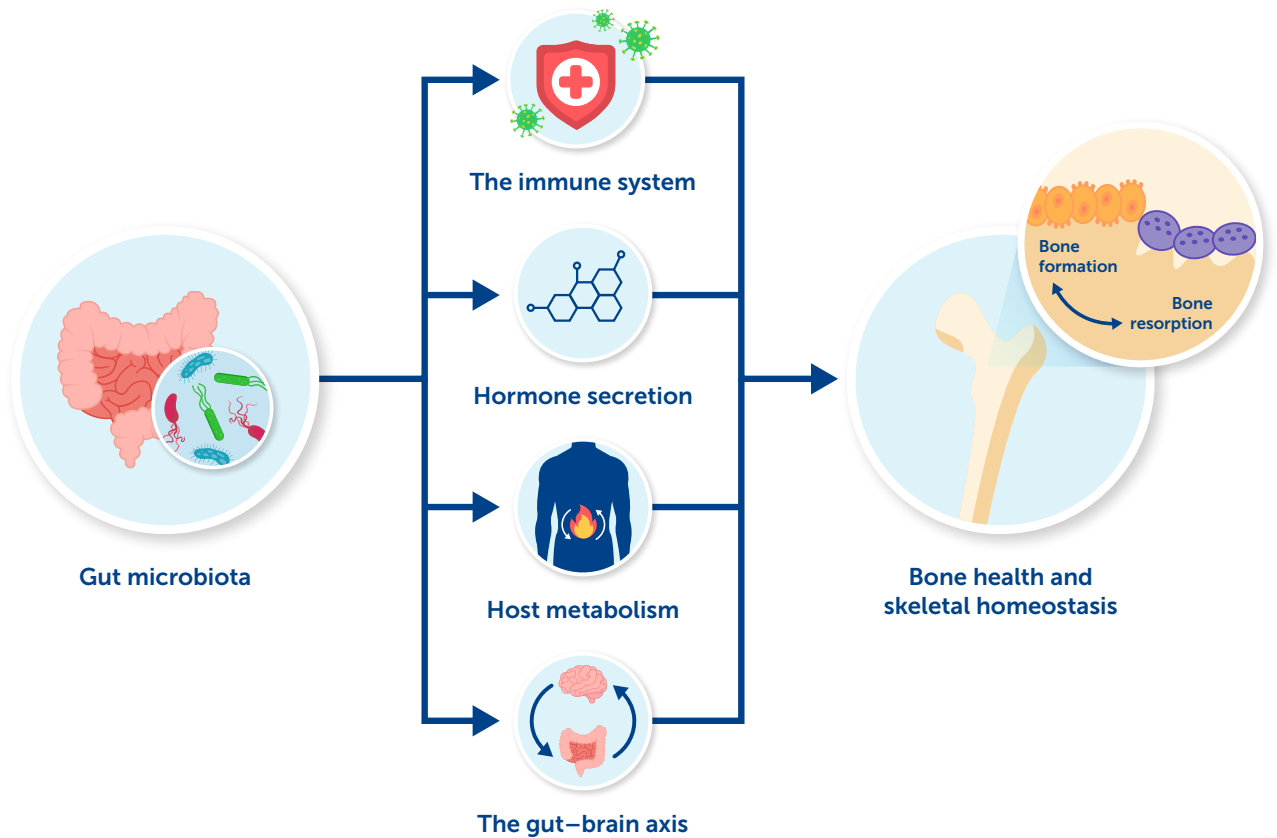 The immune system
Hormone secretion
Host metabolism
The gut–brain axis
Gut microbiota
Bone
formation
Bone
resorption
Bone health and
skeletal homeostasis